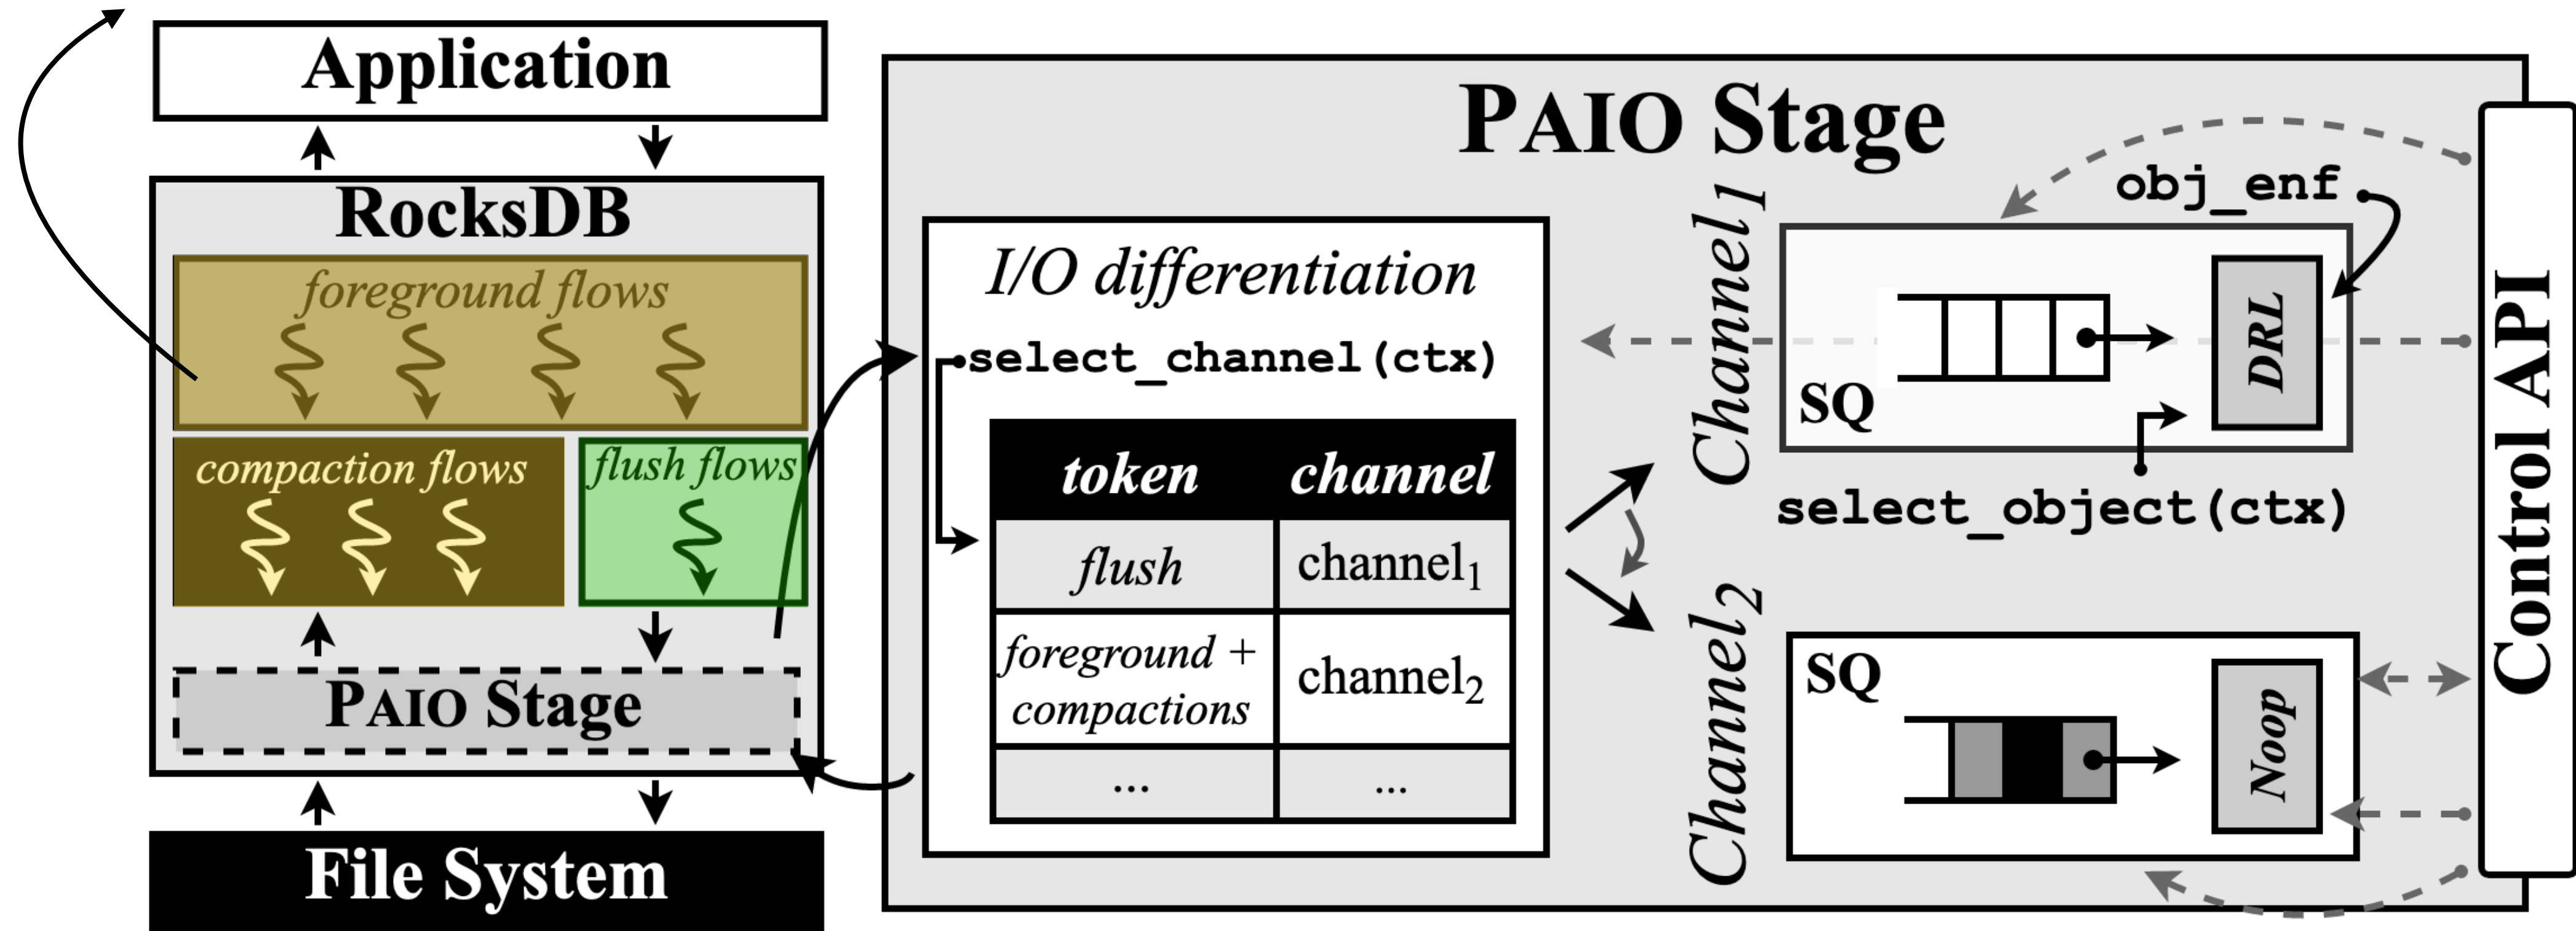 Application
RocksDB
foreground flows
compaction flows
flush flows
PAIO Stage
File System
PAIO Stage
I/O differentiation
select_channel(ctx)
token channel
flush channel1
foreground +
compactions
channel2
... ...
Channel1
obj_enf
SQ
DRL
select_object(ctx)
Channel2
SQ
Noop
Control API